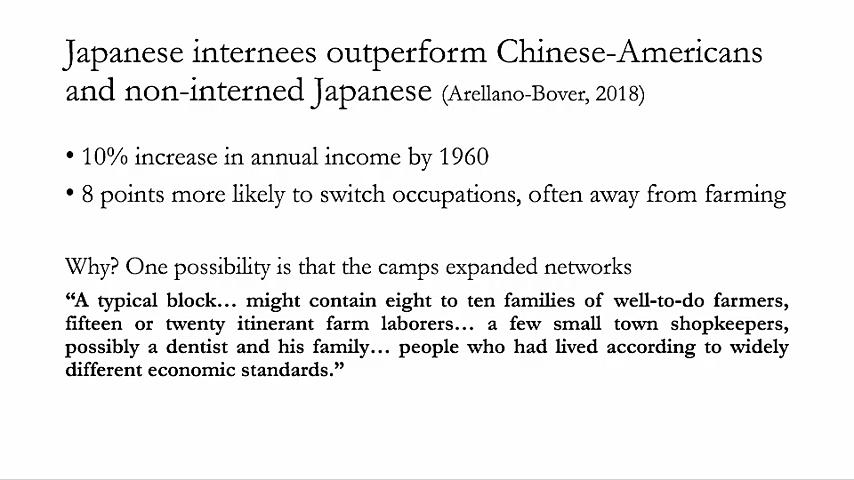 Japanese internees outperform Chinese-Americans
and non-interned Japanese (Arellano-Bover, 2018)
• 10% increase in annual income by 1960
• 8 points more likely to switch occupations, often away from farming
Why? One possibility is that the camps expanded networks
“A typical block… might contain eight to ten families of well-to-do farmers,
fifteen or twenty itinerant farm laborers… a few small town shopkeepers,
possibly a dentist and his family… people who had lived according to widely
different economic standards.”